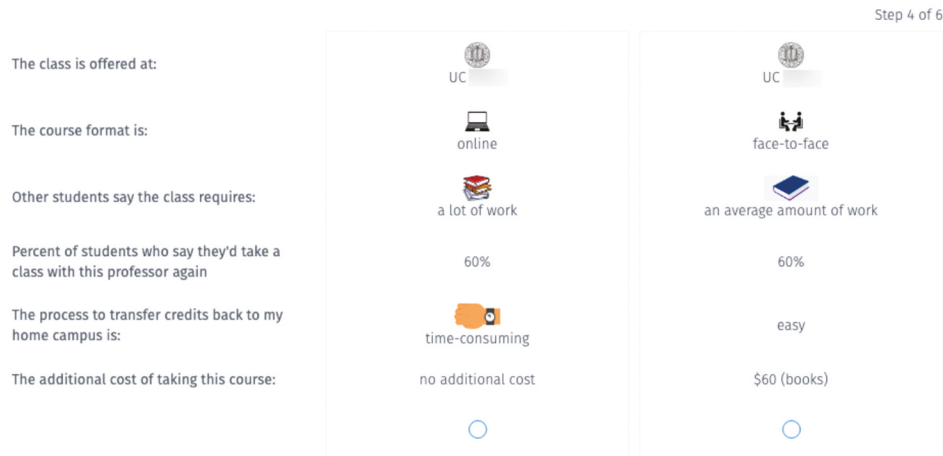 Step 4 of 6
The class is offered at:
UC
UC
The course format is:
online
face-to-face
Other students say the class requires:
a lot of work
an average amount of work
Percent of students who say they'd take a
class with this professor again
60%
60%
The process to transfer credits back to my
home campus is:
time-consuming
easy
The additional cost of taking this course:
no additional cost
$60 (books)